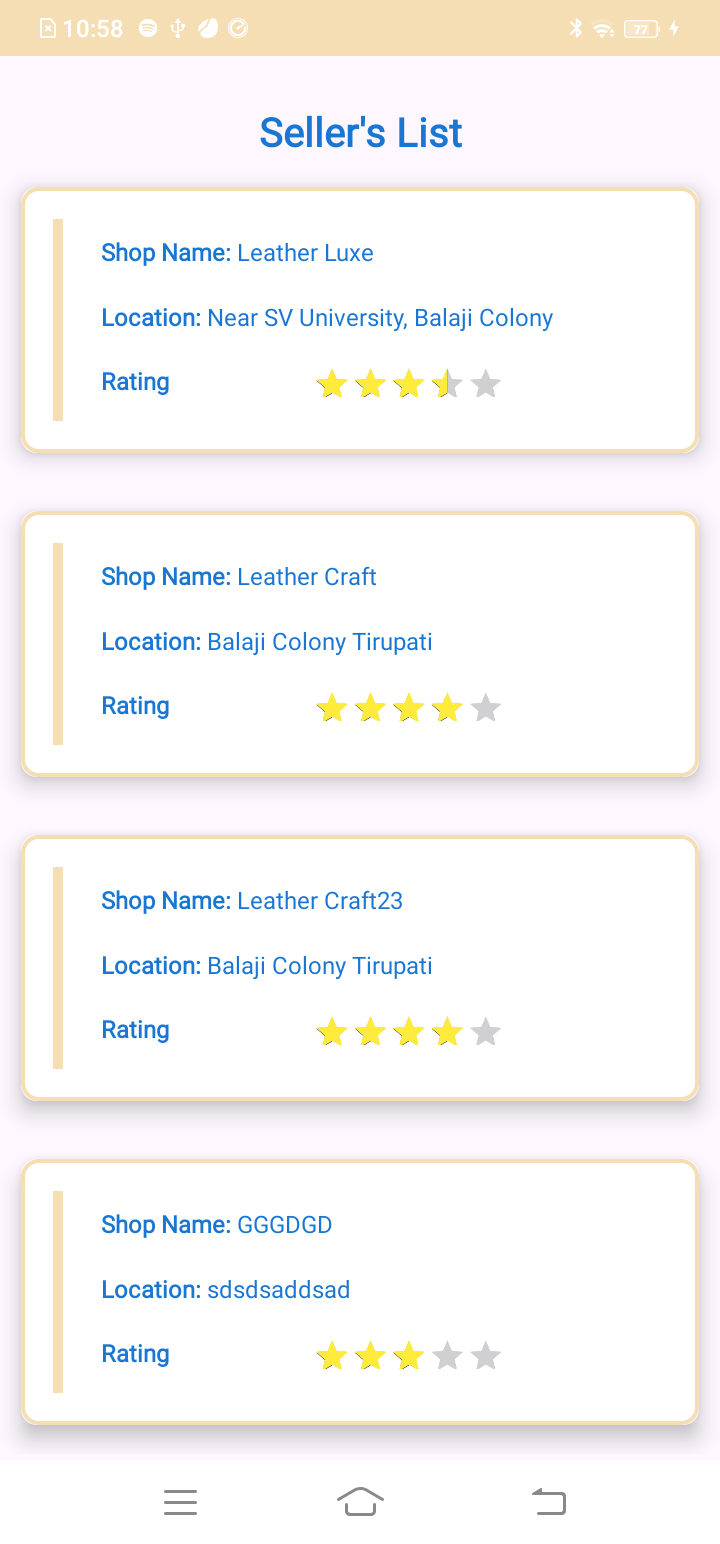 10:58
77
Seller's List
Shop Name: Leather Luxe
Location: Near SV University, Balaji Colony
Rating
Shop Name: Leather Craft
Location: Balaji Colony Tirupati
Rating
Shop Name: Leather Craft23
Location: Balaji Colony Tirupati
Rating
Shop Name: GGGDGD
Location: sdsdsaddsad
Rating